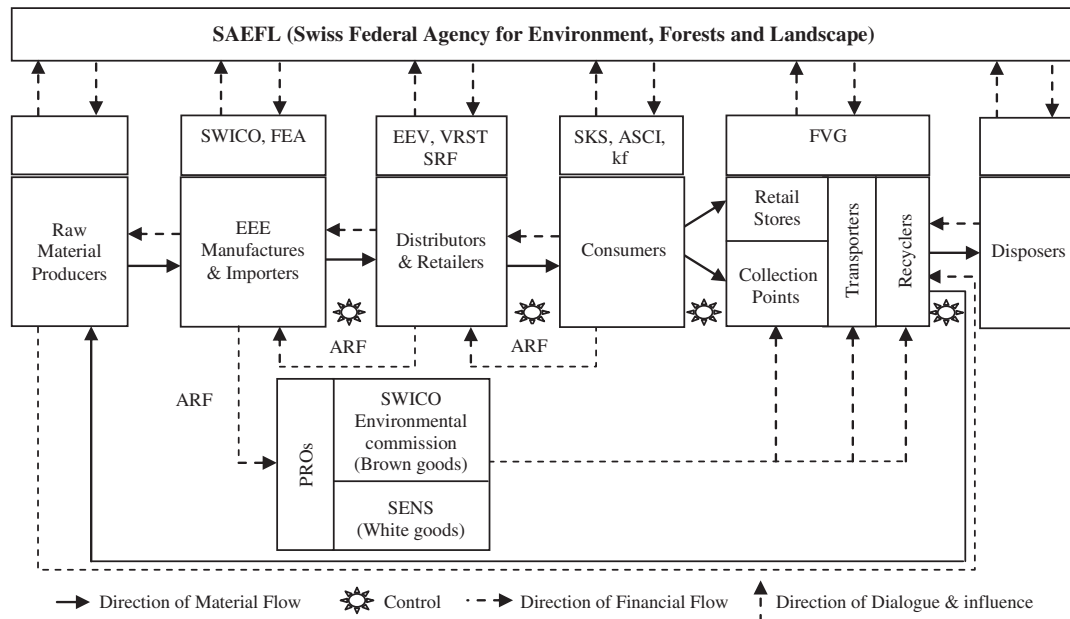 SAEFL (Swiss Federal Agency for Environment, Forests and Landscape)
SWICO, FEA
EEV, VRST
SRF
SKS, ASCI,
kf
FVG
Raw
Material
Producers
EEE
Manufactures
& Importers
Distributors
& Retailers
Consumers
Retail
Stores
Collection
Points
Transporters
Recyclers
Disposers
ARF
ARF
ARF
PROs
SWICO
Environmental
commission
(Brown goods)
SENS
(White goods)
Direction of Material Flow
Control
Direction of Financial Flow
Direction of Dialogue & influence